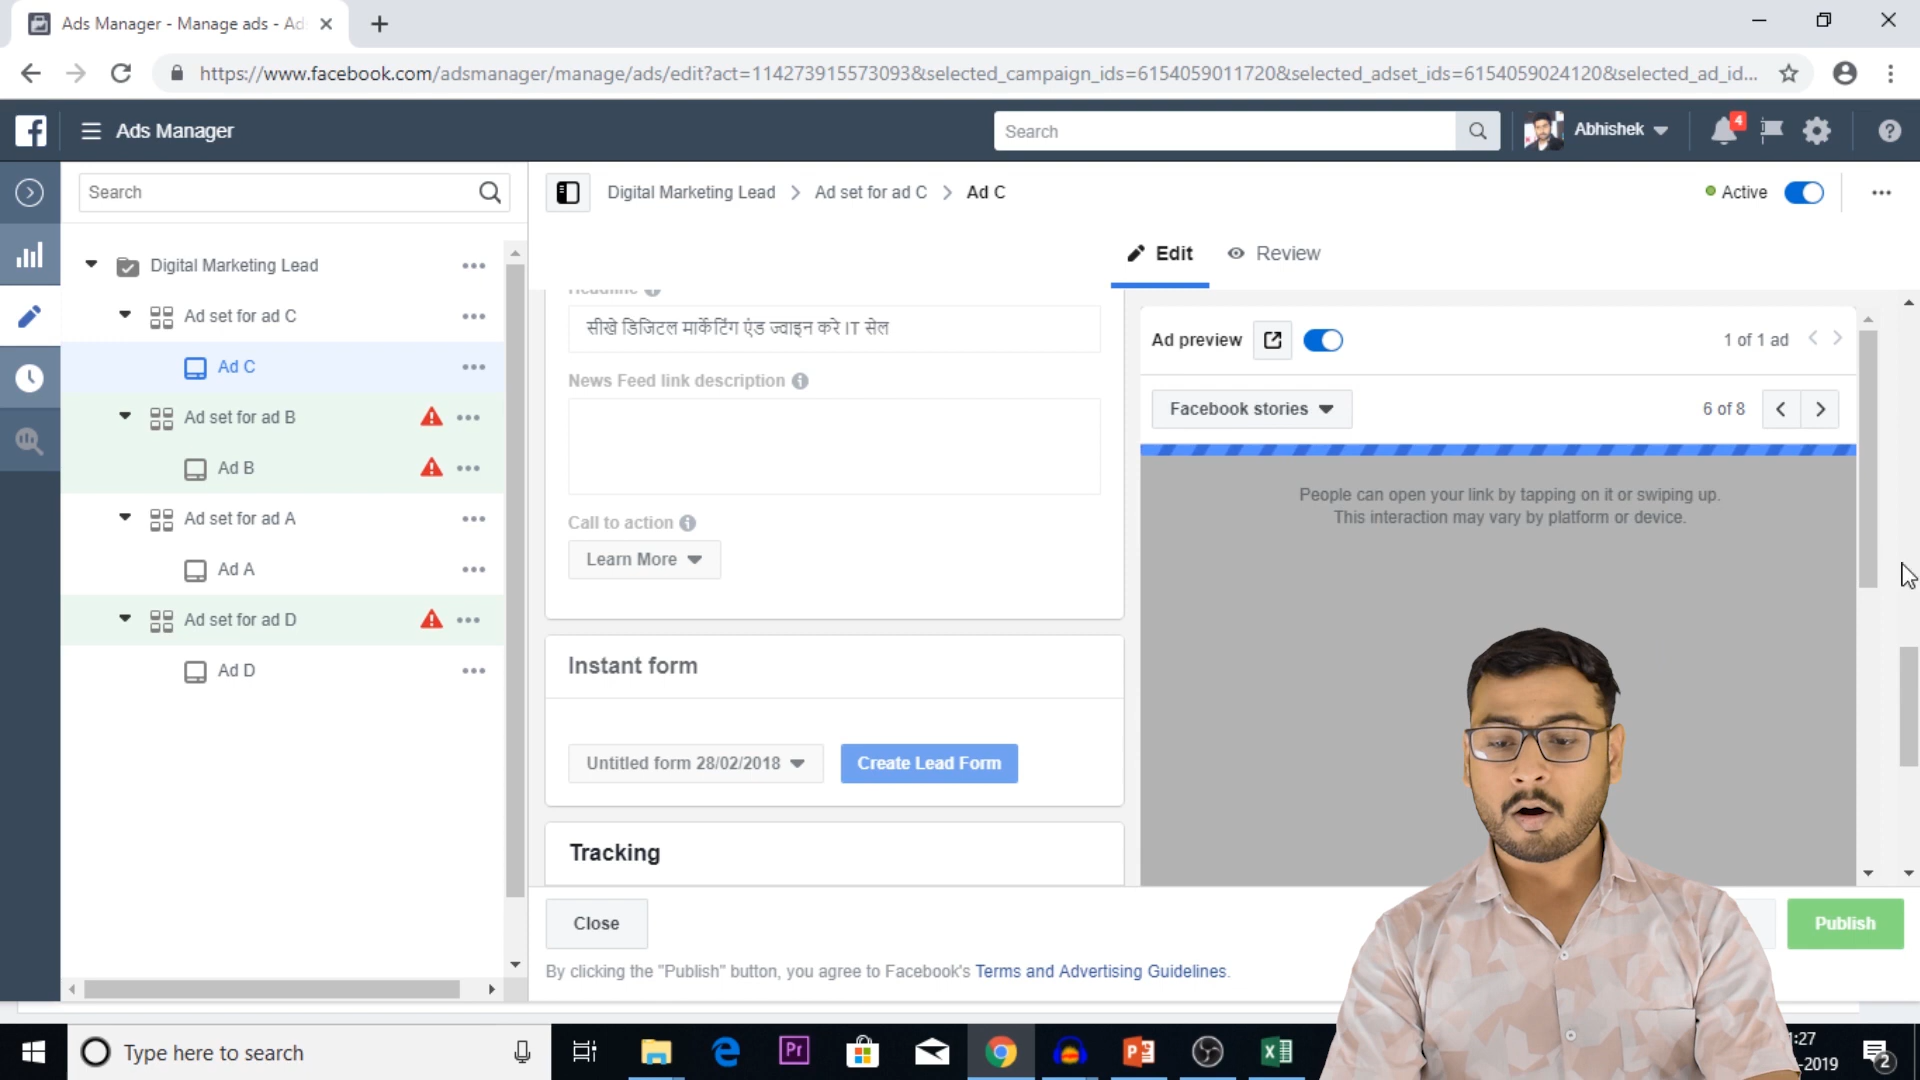 Ads Manager - Manage ads - Ad
https://www.facebook.com/adsmanager/manage/ads/edit?act=114273915573093&selected_campaign_ids=6154059011720&selected_adset_ids=6154059024120&selected_ad_id...
Ads Manager
Search
Abhishek
4
Search
Digital Marketing Lead > Ad set for ad C > Ad C
Active
Edit
Review
Digital Marketing Lead
Ad set for ad C
Ad C
Ad set for ad B
Ad B
Ad set for ad A
Ad A
Ad set for ad D
Ad D
Headline
सीखे डिजिटल मार्केटिंग एंड ज्वाइन करे IT सेल
News Feed link description
Call to action
Learn More
Instant form
Untitled form 28/02/2018
Create Lead Form
Tracking
Ad preview
1 of 1 ad
Facebook stories
6 of 8
People can open your link by tapping on it or swiping up.
This interaction may vary by platform or device.
Close
Publish
By clicking the "Publish" button, you agree to Facebook's Terms and Advertising Guidelines.
Type here to search
Pr
:27
-2019
2